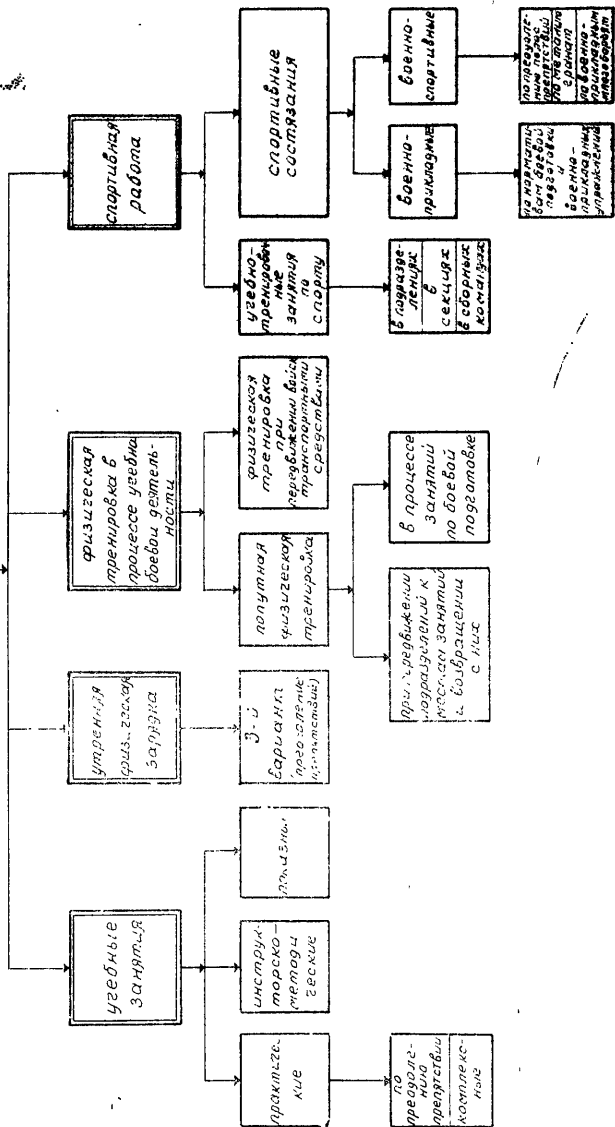 учебные
занятия
утренняя
физическая
зарядка
физическая
тренировка в
процессе учебно
боевой деятель-
ности
спортивная
работа
практиче-
ские
инструк-
торско-
методи
ческие
3-й
вариант
попутная
физическая
тренировка
физическая
тренировка
при
передвижении войск
транспортными
средствами
учебно-
тренировоч
ные
занятия
по
спорту
спортивные
состязания
по
преодоле-
нию
препятствий
комплекс-
ные
при передвижении
подразделений к
местам занятий
и возвращении
с них
в процессе
занятий
по боевой
подготовке
в подразде-
лениях
в
секциях
в сборных
командах
военно-
прикладные
военно-
спортивные
по нормати
вам боевой
подготовки
и
военно-
прикладных
упражнений
по преодоле-
нию полос
препятствий
по метанию
гранат
по военно-
прикладным